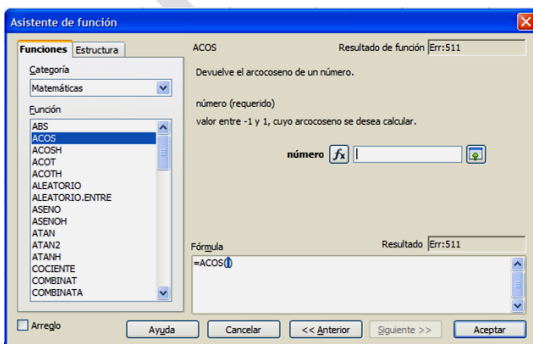 Asistente de función
Funciones Estructura
Categoría
Matemáticas
Función
ABS
ACOS
ACOSH
ACOT
ACOTH
ALEATORIO
ALEATORIO.ENTRE
ASENO
ASENOH
ATAN
ATAN2
ATANH
COCIENTE
COMBINAT
COMBINATA
ACOS Resultado de función Err:511
Devuelve el arcocoseno de un número.
número (requerido)
valor entre -1 y 1, cuyo arcocoseno se desea calcular.
número fx
Fórmula Resultado Err:511
=ACOS()
Arreglo Ayuda Cancelar << Anterior Siguiente >> Aceptar